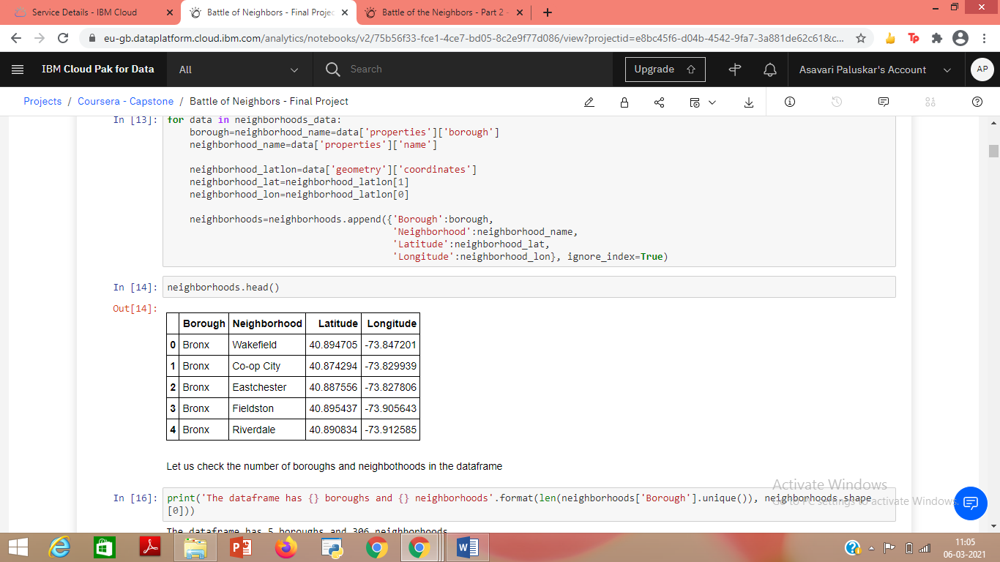 Service Details - IBM Cloud
Battle of Neighbors - Final Projec
Battle of the Neighbors - Part 2 -
eu-gb.dataplatform.cloud.ibm.com/analytics/notebooks/v2/75b56f33-fce1-4ce7-bd05-8c2e9f77d086/view?projectid=e8bc45f6-d04b-4542-9fa7-3a881de62c61&c...
IBM Cloud Pak for Data
All
Search
Upgrade
Asavari Paluskar's Account
AP
Projects / Coursera - Capstone / Battle of Neighbors - Final Project
In [13]: for data in neighborhoods_data:
borough=neighborhood_name=data['properties']['borough']
neighborhood_name=data['properties']['name']
neighborhood_latlon=data['geometry']['coordinates']
neighborhood_lat=neighborhood_latlon[1]
neighborhood_lon=neighborhood_latlon[0]
neighborhoods=neighborhoods.append({'Borough':borough,
'Neighborhood':neighborhood_name,
'Latitude':neighborhood_lat,
'Longitude':neighborhood_lon}, ignore_index=True)
In [14]: neighborhoods.head()
Out[14]:
Borough Neighborhood Latitude Longitude
0 Bronx Wakefield 40.894705 -73.847201
1 Bronx Co-op City 40.874294 -73.829939
2 Bronx Eastchester 40.887556 -73.827806
3 Bronx Fieldston 40.895437 -73.905643
4 Bronx Riverdale 40.890834 -73.912585
Let us check the number of boroughs and neighbothoods in the dataframe
Activate Windows
Go to PC settings to activate Windows.
In [16]: print('The dataframe has {} boroughs and {} neighborhoods'.format(len(neighborhoods['Borough'].unique()), neighborhoods.shape
[0]))
The dataframe has 5 boroughs and 306 neighborhoods
11:05
06-03-2021